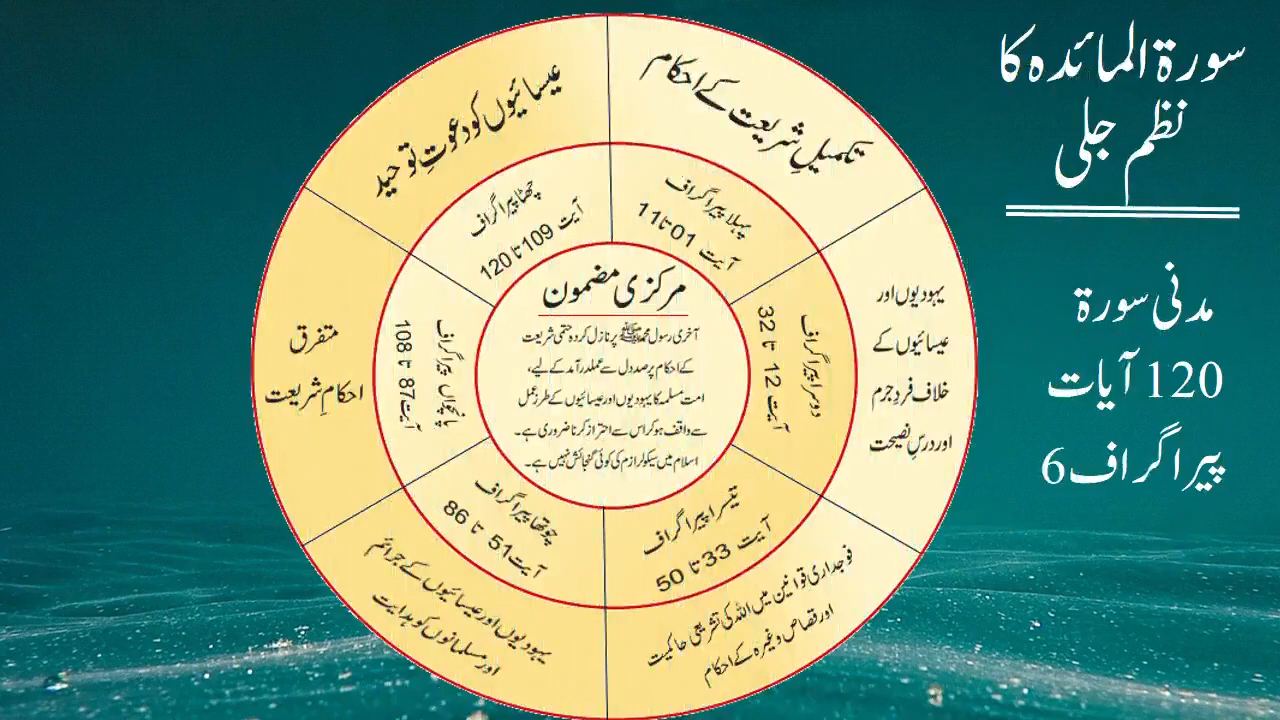 سورۃ المائدہ کا
نظم جلی
مدنی سورۃ
120 آیات
پیراگراف 6
تکمیلِ شریعت کے احکام
پہلا پیراگراف
آیت 01 تا 11
یہودیوں اور
عیسائیوں کے
خلاف فردِ جرم
اور درسِ نصیحت
دوسرا پیراگراف
آیت 12 تا 32
تیسرا پیراگراف
آیت 33 تا 50
فوجداری قوانین میں اللہ کی تشریعی حاکمیت
اور قصاص وغیرہ کے احکام
چوتھا پیراگراف
آیت 51 تا 86
یہودیوں اور عیسائیوں کے جرائم
اور مسلمانوں کو ہدایت
پانچواں پیراگراف
آیت 87 تا 108
متفرق
احکامِ شریعت
عیسائیوں کو دعوتِ توحید
چھٹا پیراگراف
آیت 109 تا 120
مرکزی مضمون
آخری رسول محمد ﷺ پر نازل کردہ حتمی شریعت
کے احکام پر صدد دل سے عملدرآمد کے لیے،
امت مسلمہ کا یہودیوں اور عیسائیوں کے طرزِ عمل
سے واقف ہو کر اس سے احتراز کرنا ضروری ہے۔
اسلام میں سیکولرازم کی کوئی گنجائش نہیں ہے۔